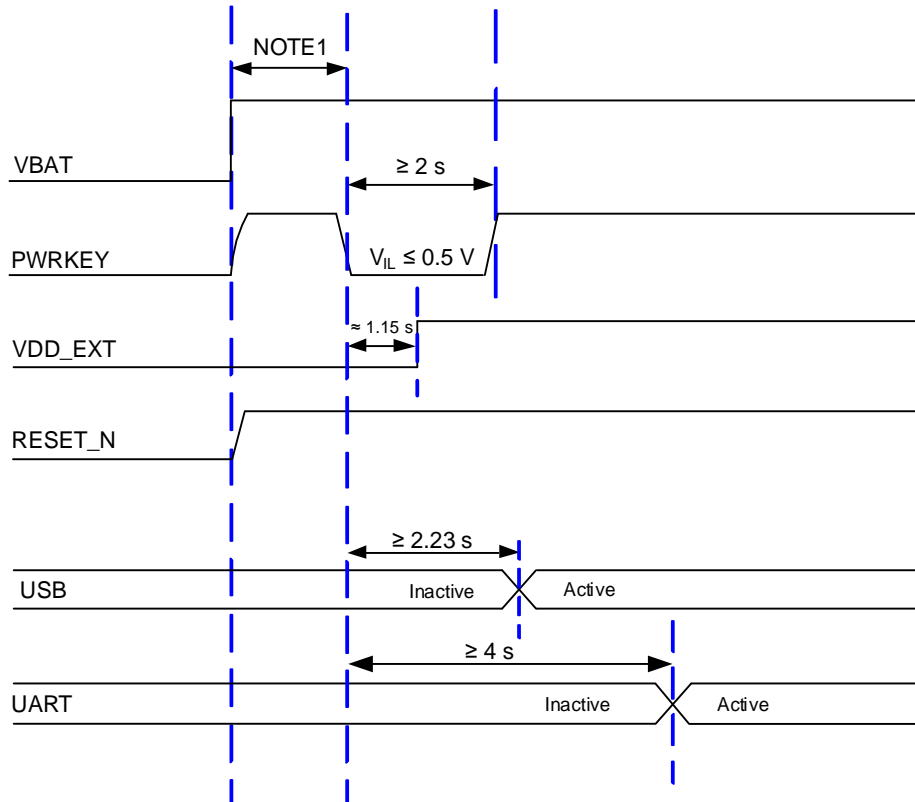 NOTE1
VBAT
≥ 2 s
PWRKEY
VIL ≤ 0.5 V
≈ 1.15 s
VDD_EXT
RESET_N
≥ 2.23 s
USB
Inactive
Active
≥ 4 s
UART
Inactive
Active